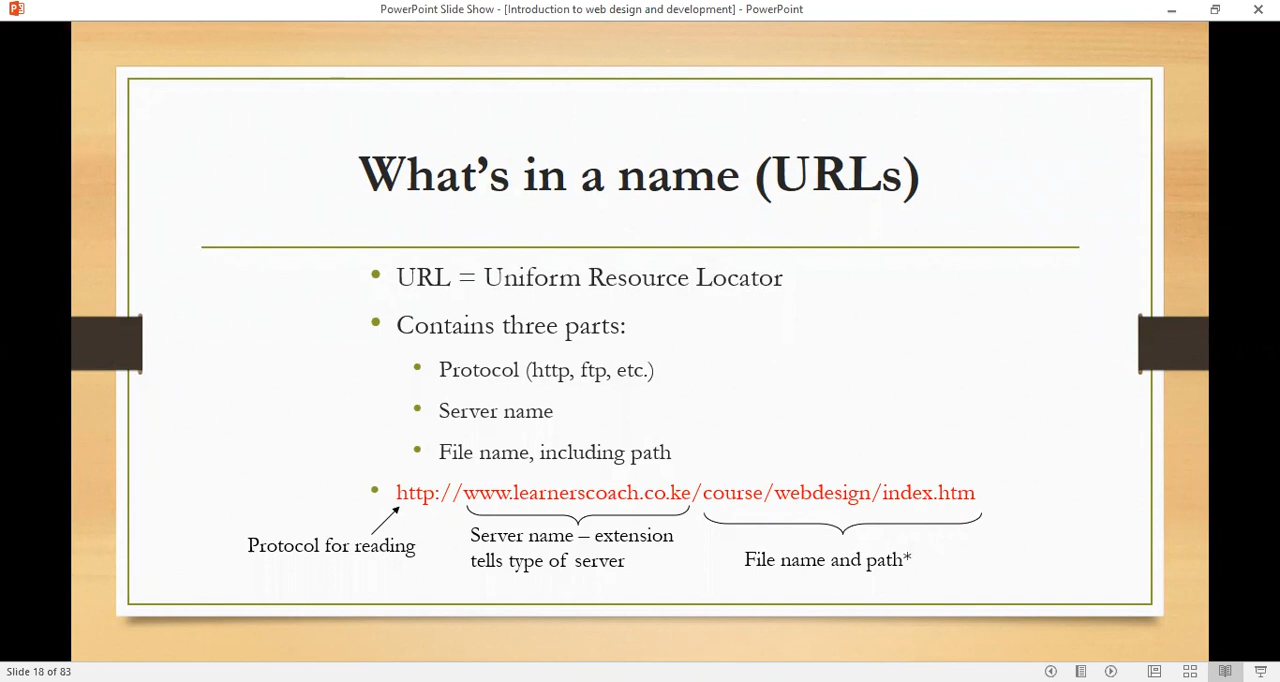 PowerPoint Slide Show - [Introduction to web design and development] - PowerPoint
What's in a name (URLs)
URL = Uniform Resource Locator
Contains three parts:
Protocol (http, ftp, etc.)
Server name
File name, including path
http://www.learnerscoach.co.ke/course/webdesign/index.htm
Protocol for reading
Server name – extension
tells type of server
File name and path*
Slide 18 of 83